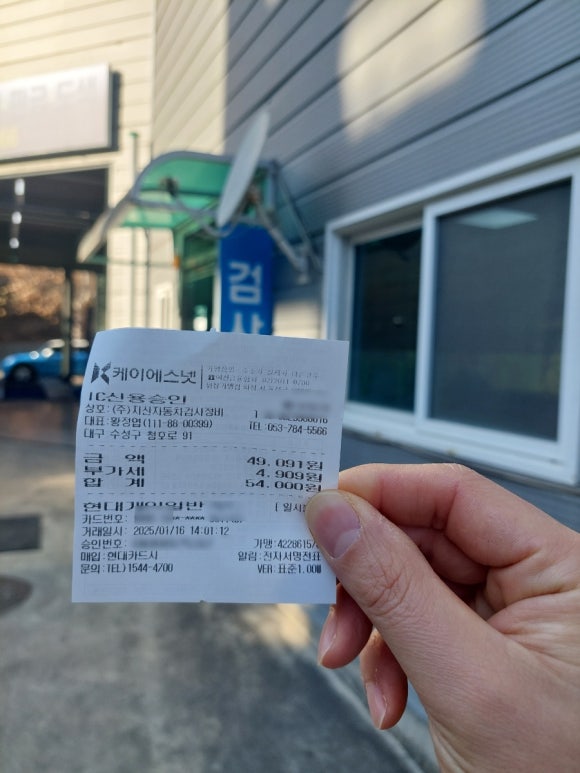 검사
케이에스넷
IC신용승인
상호: (주)지산자동차검사정비
대표: 황정엽(111-88-00399) TEL 053-784-5566
대구 수성구 청호로 91
금 액 49,091원
부가세 4,909원
합 계 54,000원
현대개인일반 [ 일시
카드번호:
거래일시: 2025/01/16 14:01:12
승인번호: 가맹:42286157
매입:현대카드사 알림:전자서명전표
문의:TEL)1544-4700 VER:표준1.00